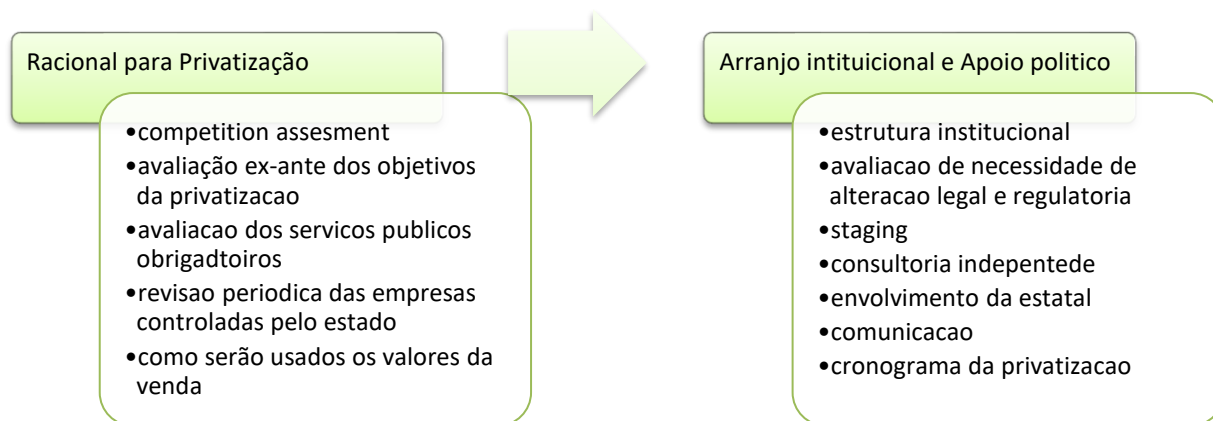 Racional para Privatização
•competition assesment
•avaliação ex-ante dos objetivos
da privatizacao
•avaliacao dos servicos publicos
obrigadtoiros
•revisao periodica das empresas
controladas pelo estado
•como serão usados os valores da
venda
Arranjo intituicional e Apoio politico
•estrutura institucional
•avaliacao de necessidade de
alteracao legal e regulatoria
•staging
•consultoria indepentede
•envolvimento da estatal
•comunicacao
•cronograma da privatizacao